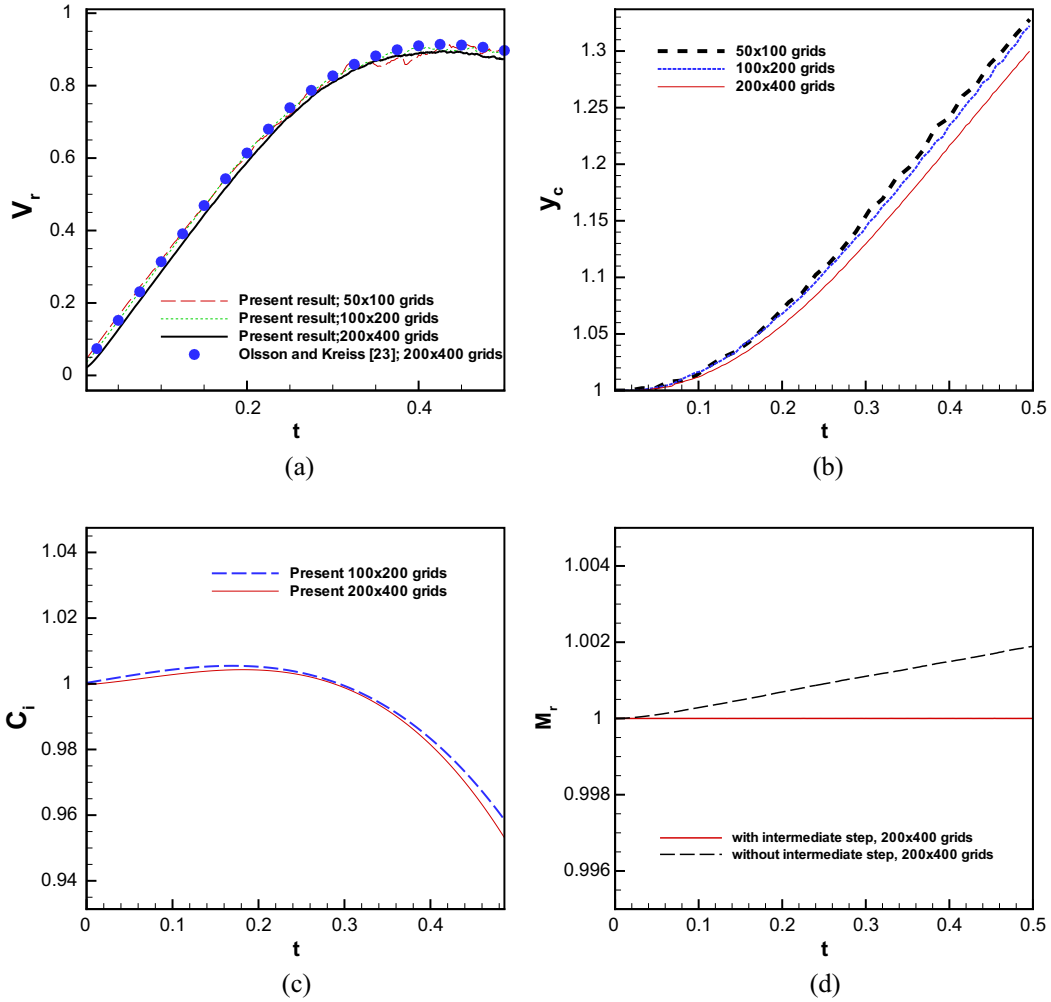 1
0.8
0.6
0.4
0.2
0
V_r
0.2
0.4
t
Present result; 50x100 grids
Present result;100x200 grids
Present result;200x400 grids
Olsson and Kreiss [23]; 200x400 grids
(a)
1.3
1.25
1.2
1.15
1.1
1.05
1
y_c
0.1
0.2
0.3
0.4
0.5
t
50x100 grids
100x200 grids
200x400 grids
(b)
1.04
1.02
1
0.98
0.96
0.94
C_i
0
0.1
0.2
0.3
0.4
t
Present 100x200 grids
Present 200x400 grids
(c)
1.004
1.002
1
0.998
0.996
M_r
0
0.1
0.2
0.3
0.4
0.5
t
with intermediate step, 200x400 grids
without intermediate step, 200x400 grids
(d)